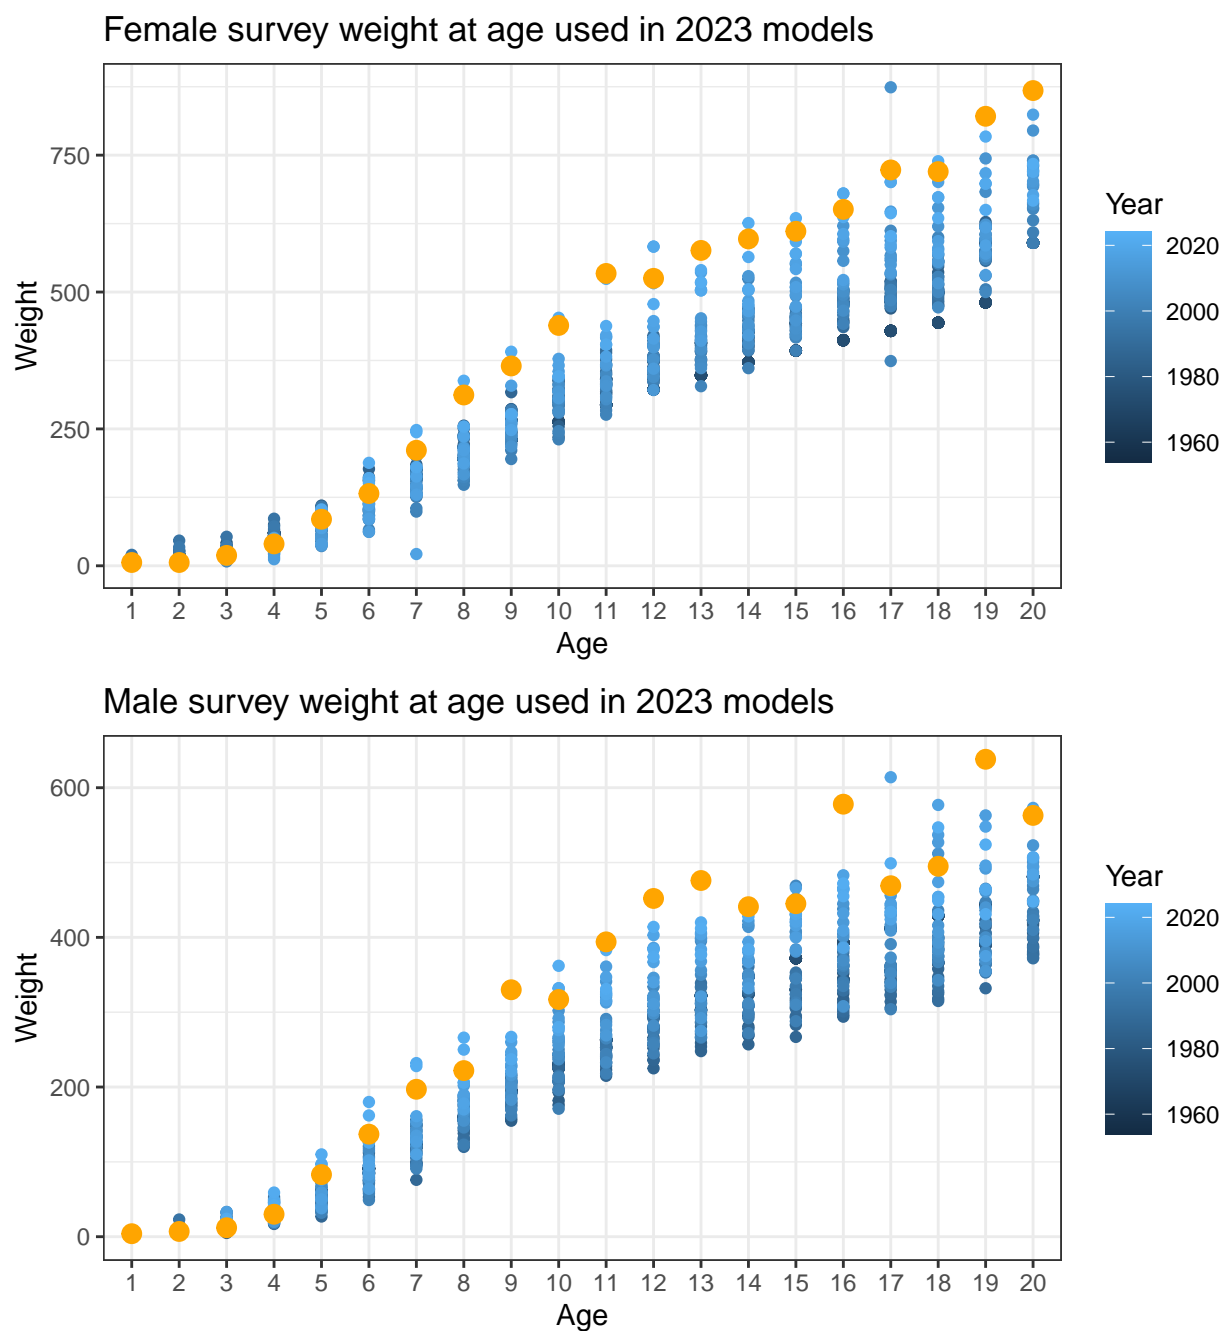 Female survey weight at age used in 2023 models
Weight
750
500
250
0
1 2 3 4 5 6 7 8 9 10 11 12 13 14 15 16 17 18 19 20
Age
Year
2020
2000
1980
1960
Male survey weight at age used in 2023 models
Weight
600
400
200
0
1 2 3 4 5 6 7 8 9 10 11 12 13 14 15 16 17 18 19 20
Age
Year
2020
2000
1980
1960